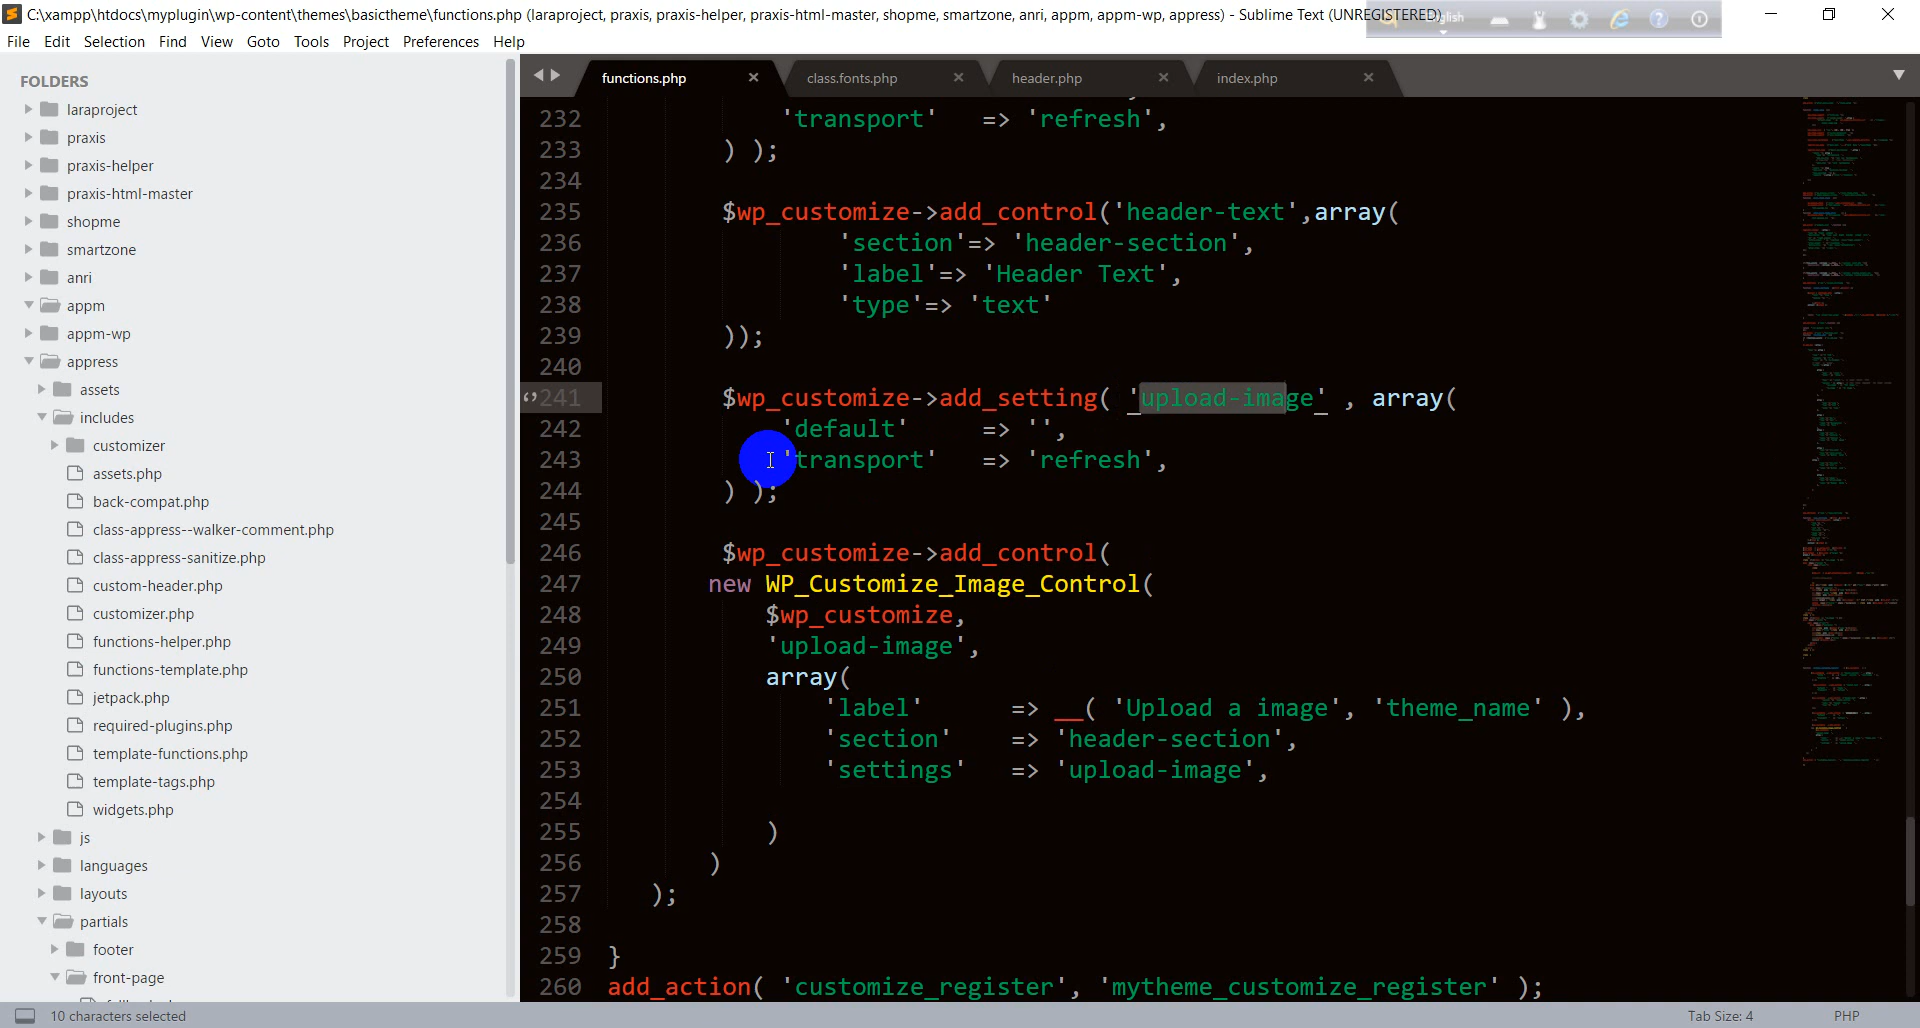 C:\xampp\htdocs\myplugin\wp-content\themes\basictheme\functions.php (laraproject, praxis, praxis-helper, praxis-html-master, shopme, smartzone, anri, appm, appm-wp, appress) - Sublime Text (UNREGISTERED)
File Edit Selection Find View Goto Tools Project Preferences Help
FOLDERS
laraproject
praxis
praxis-helper
praxis-html-master
shopme
smartzone
anri
appm
appm-wp
appress
assets
includes
customizer
assets.php
back-compat.php
class-appress--walker-comment.php
class-appress-sanitize.php
custom-header.php
customizer.php
functions-helper.php
functions-template.php
jetpack.php
required-plugins.php
template-functions.php
template-tags.php
widgets.php
js
languages
layouts
partials
footer
front-page
functions.php class.fonts.php header.php index.php
232 'transport' => 'refresh',
233 ) );
234
235 $wp_customize->add_control('header-text',array(
236 'section'=> 'header-section',
237 'label'=> 'Header Text',
238 'type'=> 'text'
239 ));
240
241 $wp_customize->add_setting( 'upload-image' , array(
242 'default' => '',
243 'transport' => 'refresh',
244 ) );
245
246 $wp_customize->add_control(
247 new WP_Customize_Image_Control(
248 $wp_customize,
249 'upload-image',
250 array(
251 'label' => __( 'Upload a image', 'theme_name' ),
252 'section' => 'header-section',
253 'settings' => 'upload-image',
254
255 )
256 )
257 );
258
259 }
260 add_action( 'customize_register', 'mytheme_customize_register' );
10 characters selected Tab Size: 4 PHP